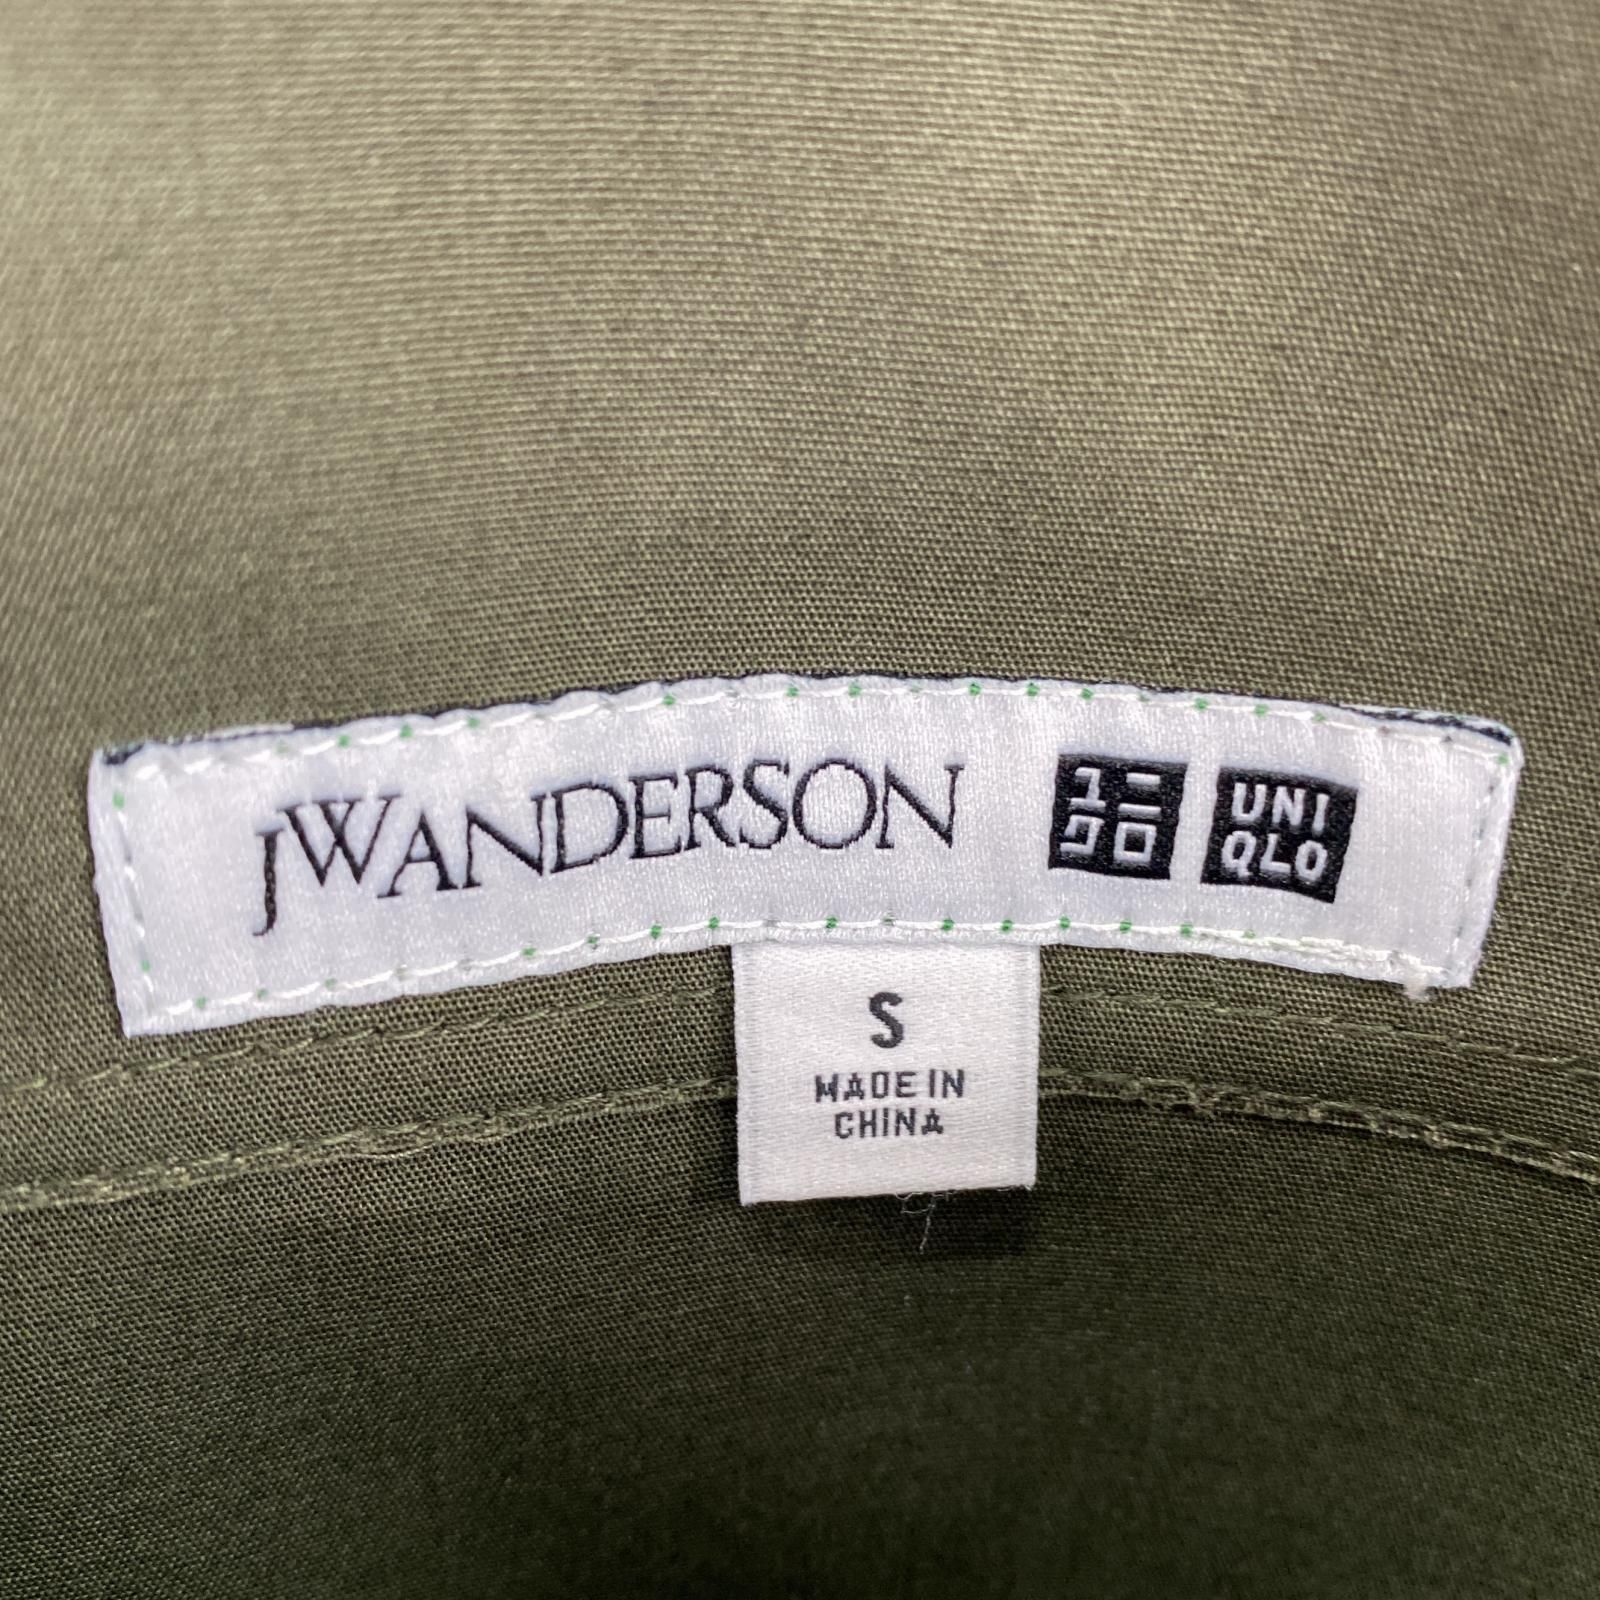 JWANDERSON ユニ UNI
クロ QLO
S
MADE IN
CHINA